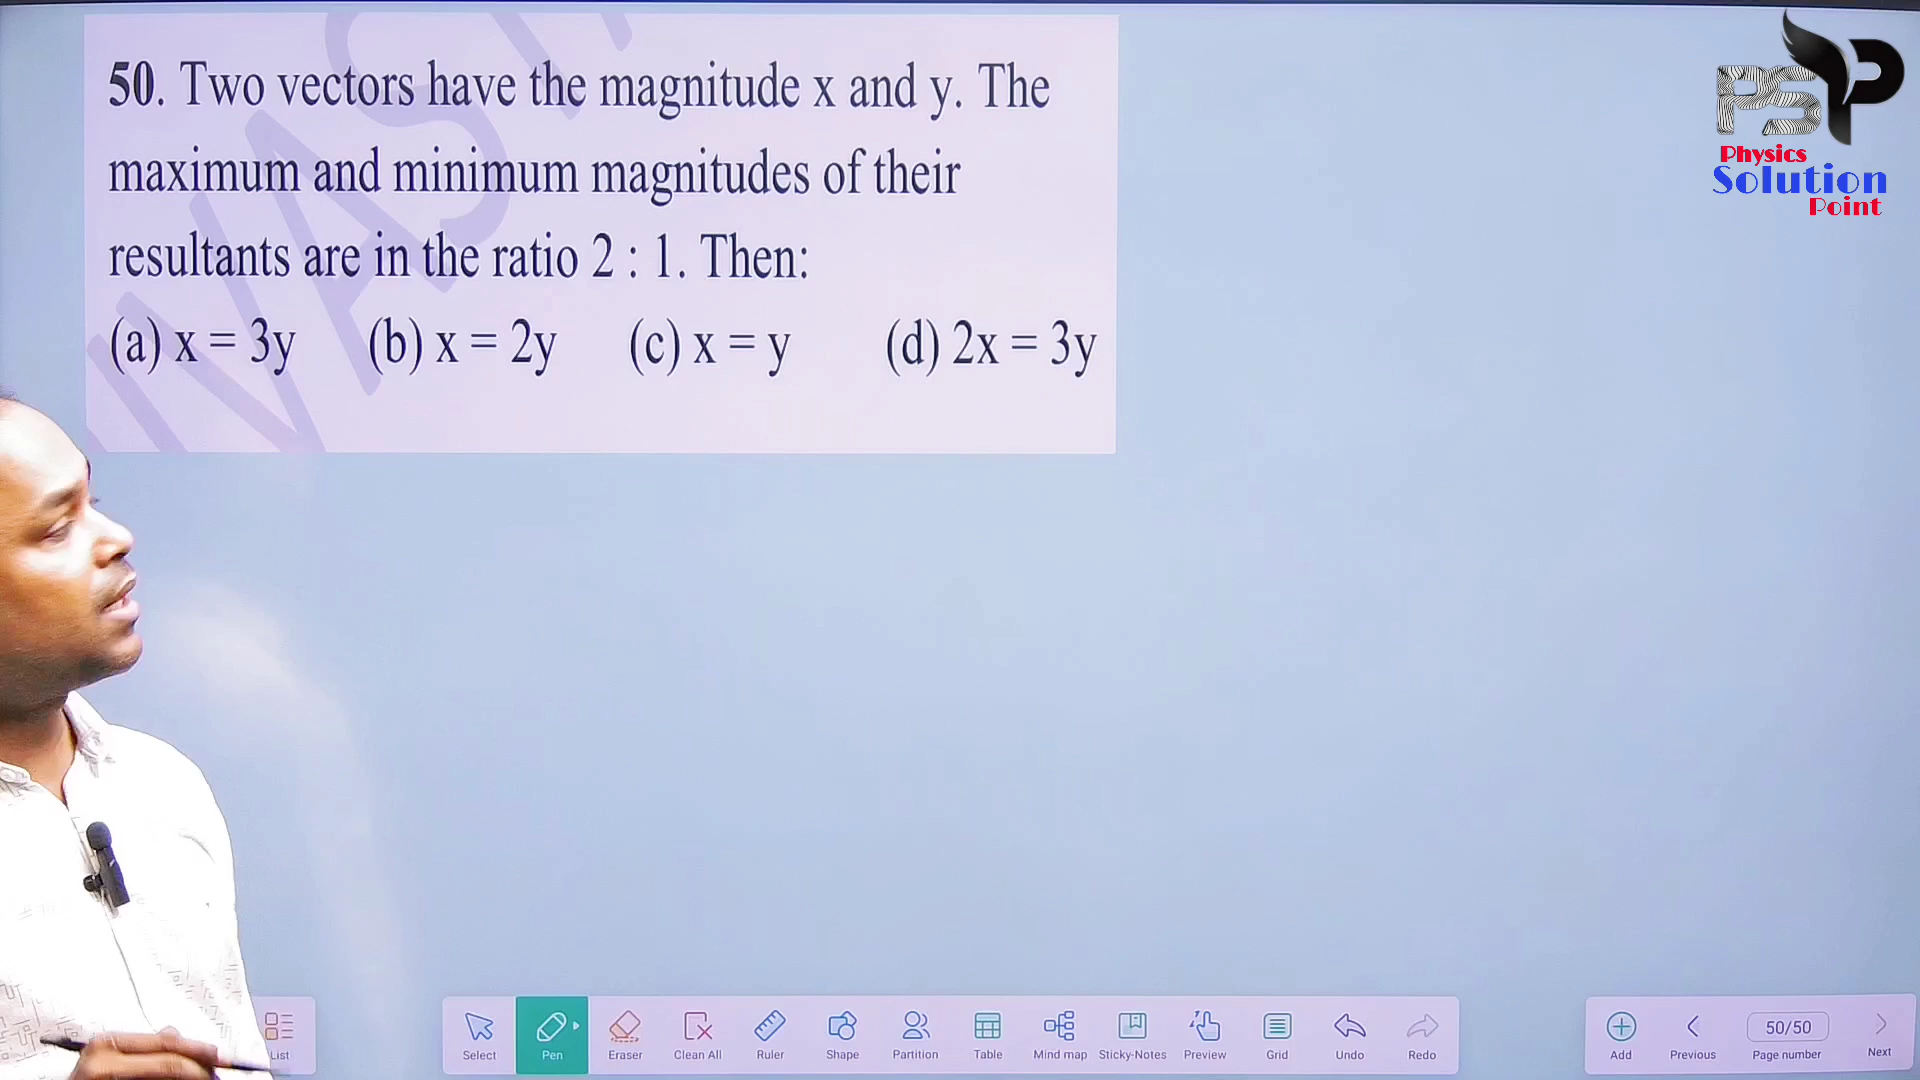 50. Two vectors have the magnitude x and y. The
maximum and minimum magnitudes of their
resultants are in the ratio 2 : 1. Then:
(a) x = 3y (b) x = 2y (c) x = y (d) 2x = 3y
PSP
Physics
Solution
Point
List
Select Pen Eraser Clean All Ruler Shape Partition Table Mind map Sticky-Notes Preview Grid Undo Redo
50/50
Add Previous Page number Next